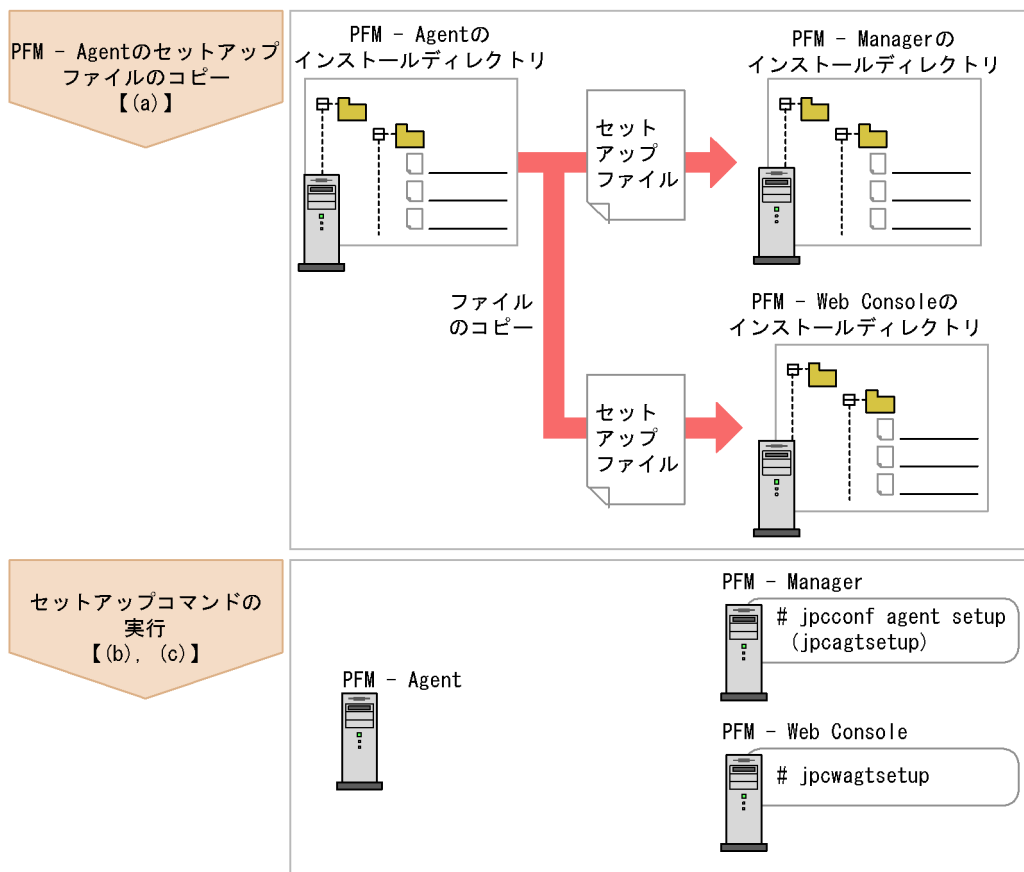 PFM - Agentのセットアップ
ファイルのコピー
【(a)】
PFM - Agentの
インストールディレクトリ
PFM - Managerの
インストールディレクトリ
セット
アップ
ファイル
ファイル
のコピー
PFM - Web Consoleの
インストールディレクトリ
セット
アップ
ファイル
セットアップコマンドの
実行
【(b), (c)】
PFM - Agent
PFM - Manager
# jpcconf agent setup
(jpcagtsetup)
PFM - Web Console
# jpcwagtsetup